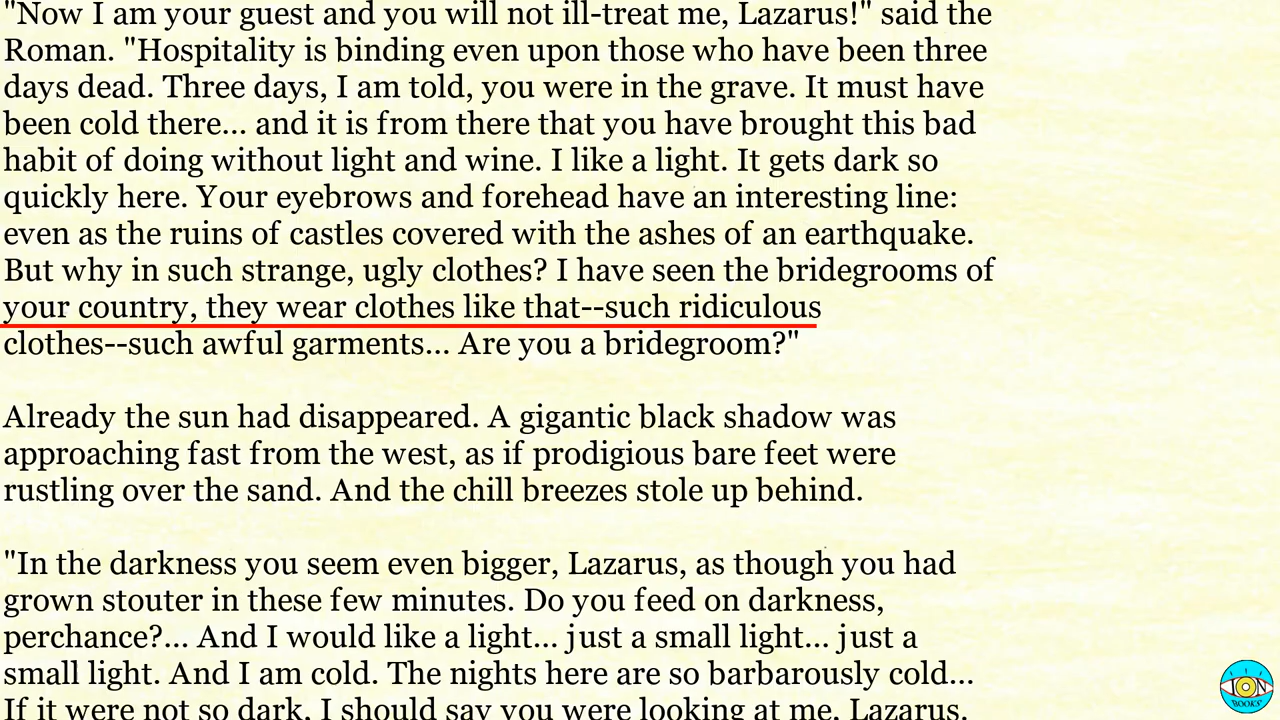 "Now I am your guest and you will not ill-treat me, Lazarus!" said the
Roman. "Hospitality is binding even upon those who have been three
days dead. Three days, I am told, you were in the grave. It must have
been cold there... and it is from there that you have brought this bad
habit of doing without light and wine. I like a light. It gets dark so
quickly here. Your eyebrows and forehead have an interesting line:
even as the ruins of castles covered with the ashes of an earthquake.
But why in such strange, ugly clothes? I have seen the bridegrooms of
your country, they wear clothes like that--such ridiculous
clothes--such awful garments... Are you a bridegroom?"
Already the sun had disappeared. A gigantic black shadow was
approaching fast from the west, as if prodigious bare feet were
rustling over the sand. And the chill breezes stole up behind.
"In the darkness you seem even bigger, Lazarus, as though you had
grown stouter in these few minutes. Do you feed on darkness,
perchance?... And I would like a light... just a small light... just a
small light. And I am cold. The nights here are so barbarously cold...
If it were not so dark, I should say you were looking at me, Lazarus.
ION
BOOKS